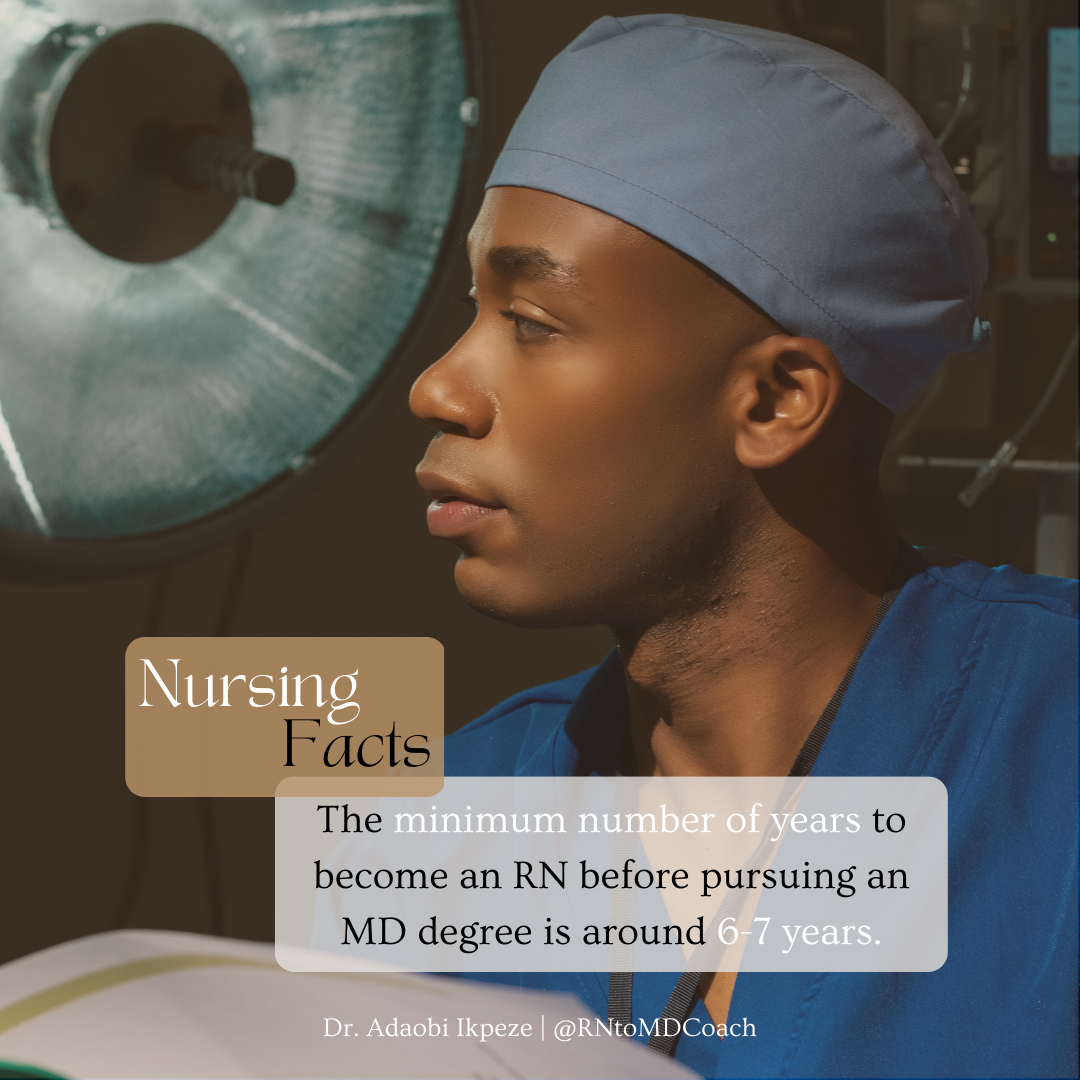 Nursing
Facts
The minimum number of years to
become an RN before pursuing an
MD degree is around 6-7 years.
Dr. Adaobi Ikpeze | @RNtoMDCoach